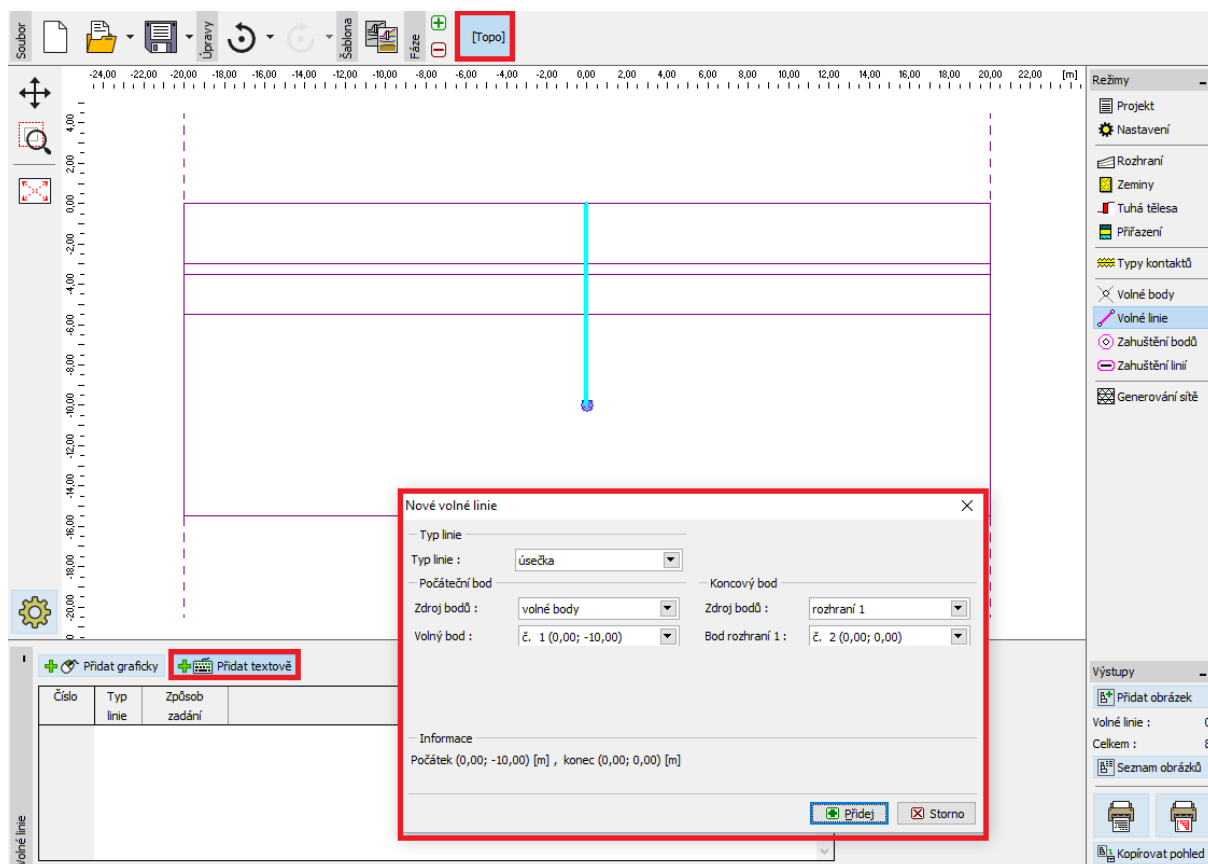 Soubor
Úpravy
Šablona
Fáze
[Topo]
-24,00 -22,00 -20,00 -18,00 -16,00 -14,00 -12,00 -10,00 -8,00 -6,00 -4,00 -2,00 0,00 2,00 4,00 6,00 8,00 10,00 12,00 14,00 16,00 18,00 20,00 22,00 [m]
4,00
2,00
0,00
-2,00
-4,00
-6,00
-8,00
-10,00
-12,00
-14,00
-16,00
-18,00
-20,00
0
Režimy
Projekt
Nastavení
Rozhraní
Zeminy
Tuhá tělesa
Přiřazení
Typy kontaktů
Volné body
Volné linie
Zahuštění bodů
Zahuštění linií
Generování sítě
Nové volné linie
Typ linie
Typ linie : úsečka
Počáteční bod
Koncový bod
Zdroj bodů : volné body
Zdroj bodů : rozhraní 1
Volný bod : č. 1 (0,00; -10,00)
Bod rozhraní 1 : č. 2 (0,00; 0,00)
Informace
Počátek (0,00; -10,00) [m] , konec (0,00; 0,00) [m]
Přidej
Storno
Přidat graficky
Přidat textově
Číslo
Typ linie
Způsob zadání
Volné linie
Výstupy
Přidat obrázek
Volné linie : 0
Celkem : 8
Seznam obrázků
Kopírovat pohled